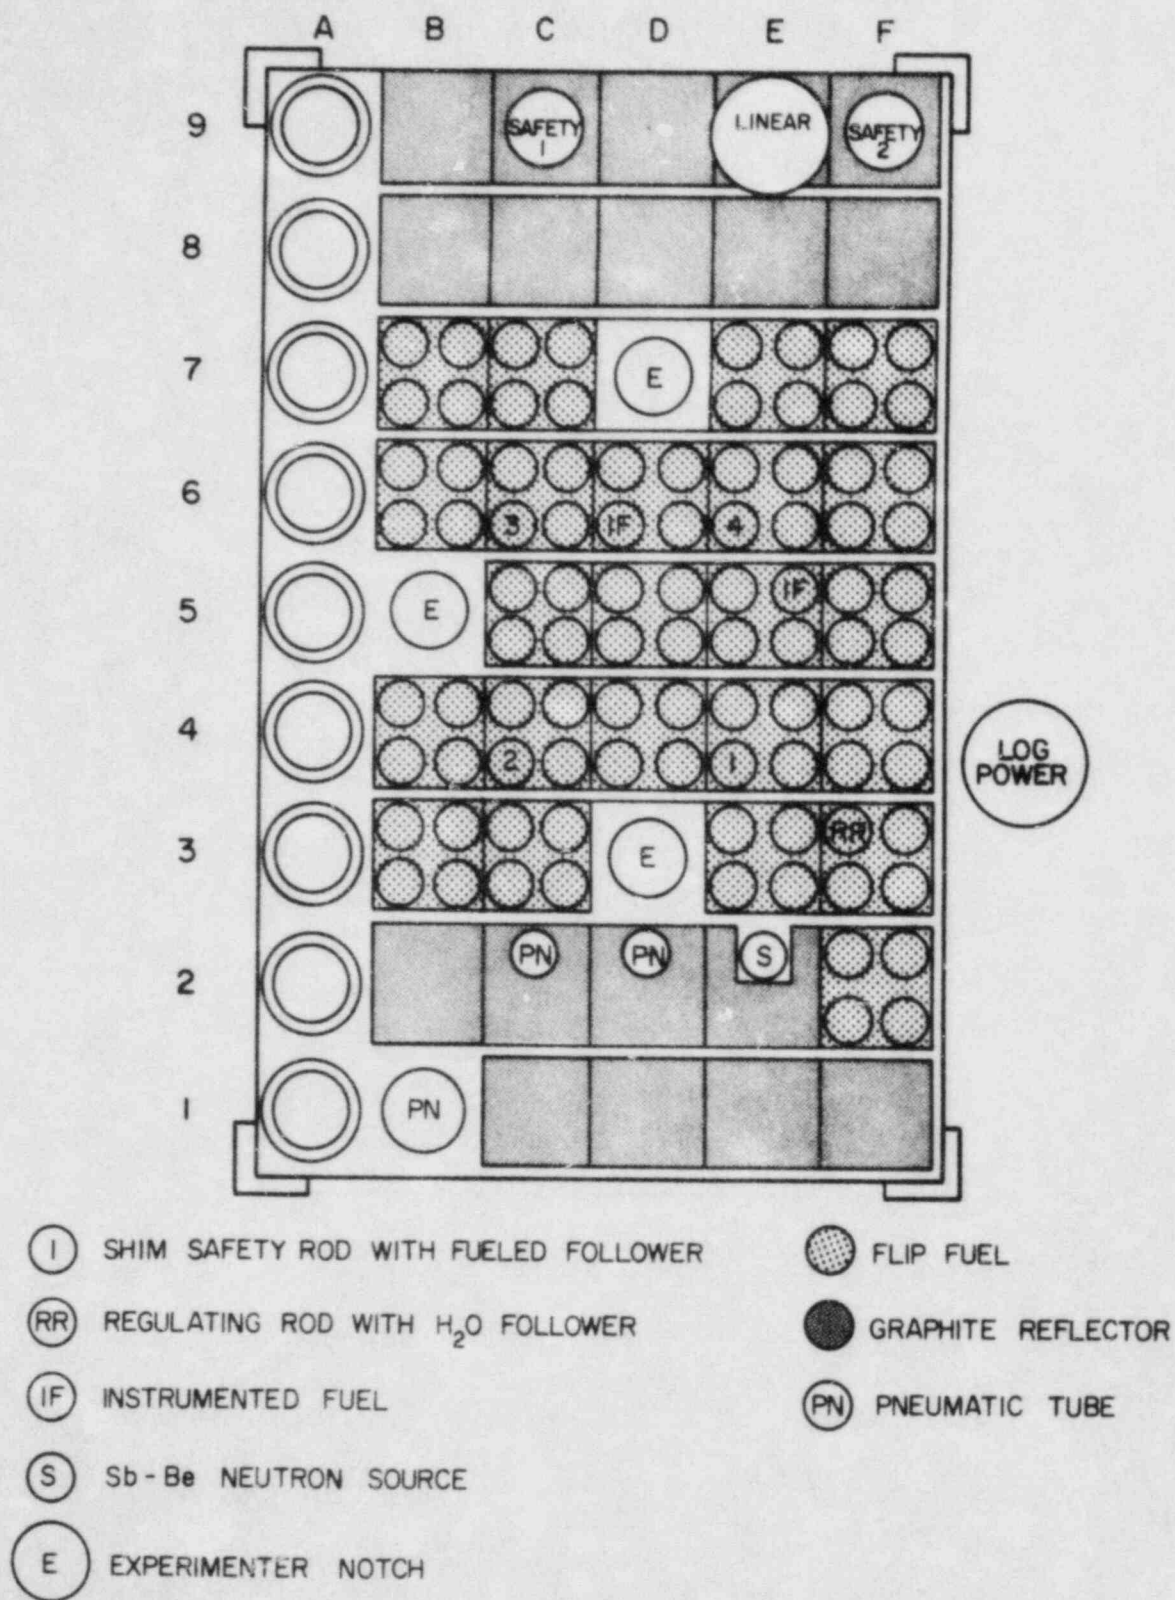 A B C D E F
9 SAFETY 1 LINEAR SAFETY 2
8
7 E
6 3 IF 4
5 E IF
4 2 1
LOG POWER
3 E RR
2 PN PN S
1 PN
1 SHIM SAFETY ROD WITH FUELED FOLLOWER
FLIP FUEL
RR REGULATING ROD WITH H₂O FOLLOWER
GRAPHITE REFLECTOR
IF INSTRUMENTED FUEL
PN PNEUMATIC TUBE
S Sb-Be NEUTRON SOURCE
E EXPERIMENTER NOTCH